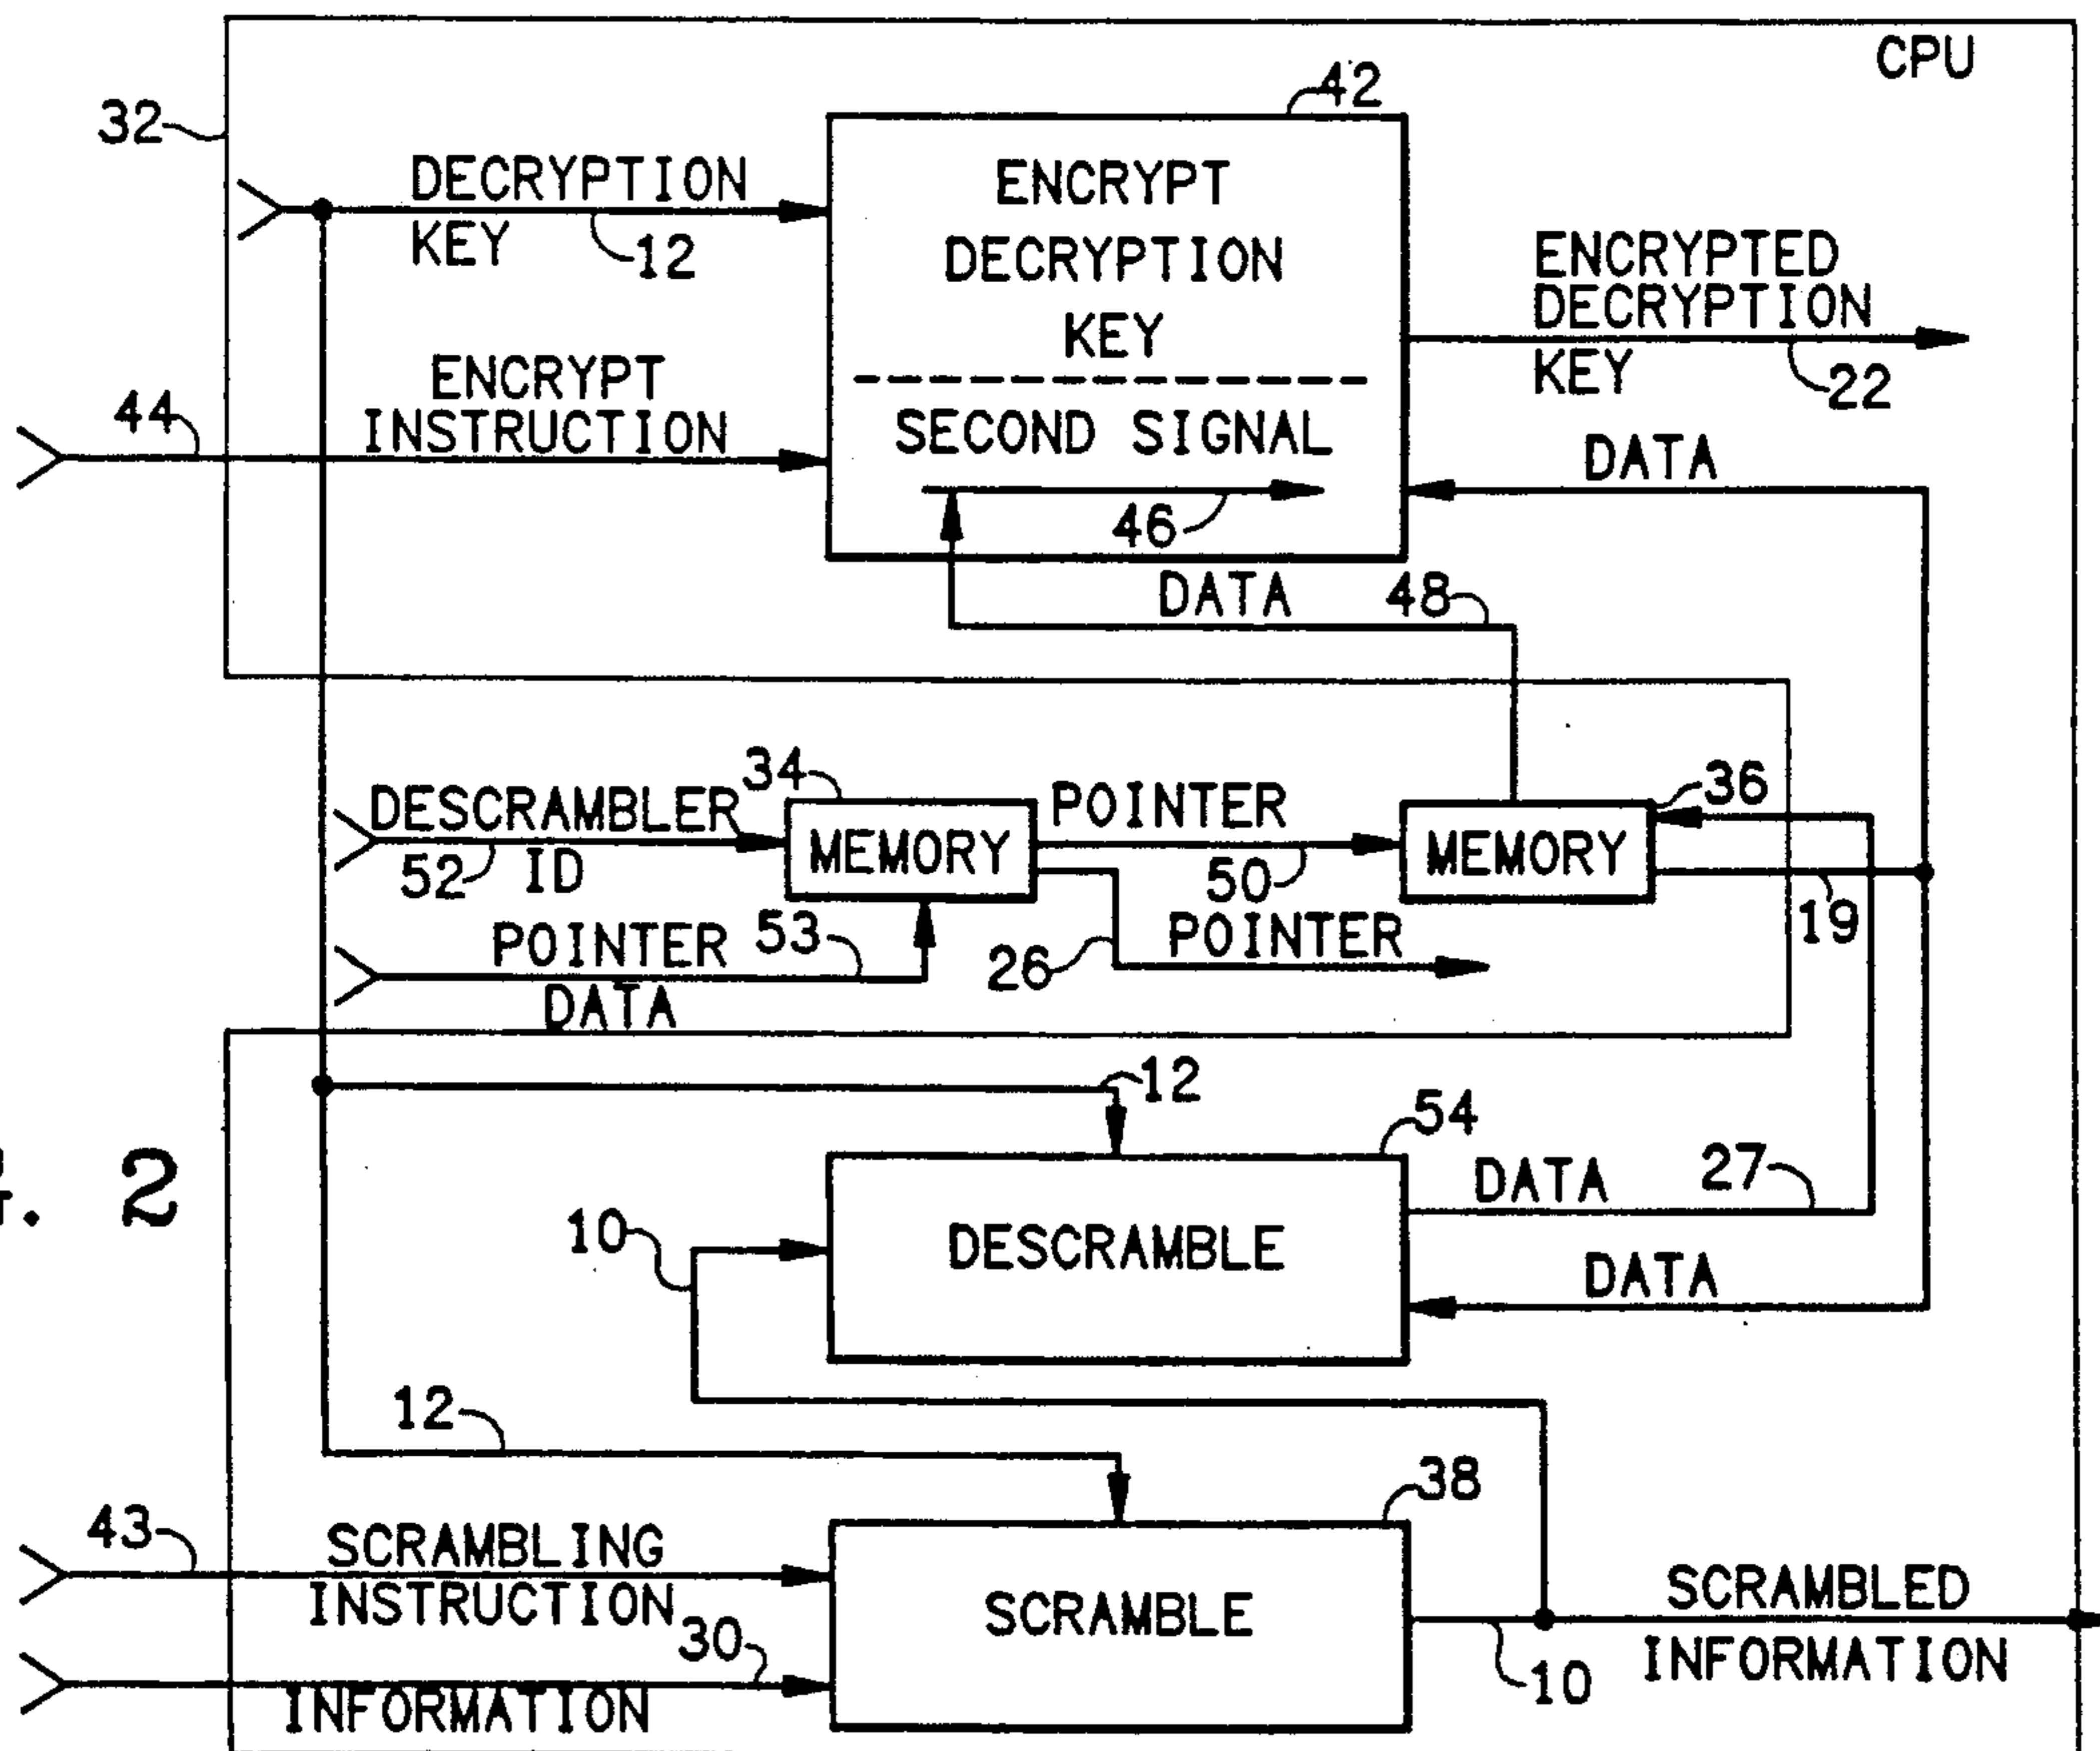 CPU
32
42
DECRYPTION
KEY
12
ENCRYPT
DECRYPTION
KEY
ENCRYPTED
DECRYPTION
KEY
22
44
ENCRYPT
INSTRUCTION
SECOND SIGNAL
46
DATA
DATA
48
34
36
DESCRAMBLER
52
ID
MEMORY
POINTER
50
MEMORY
19
POINTER
DATA
53
26
POINTER
12
54
2
10
DESCRAMBLE
DATA
27
DATA
12
38
43
SCRAMBLING
INSTRUCTION
30
INFORMATION
SCRAMBLE
10
SCRAMBLED
INFORMATION